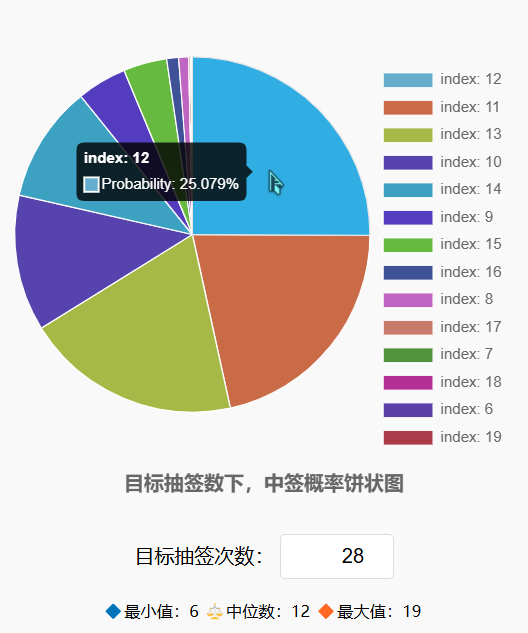 index: 12
Probability: 25.079%
index: 12
index: 11
index: 13
index: 10
index: 14
index: 9
index: 15
index: 16
index: 8
index: 17
index: 7
index: 18
index: 6
index: 19
目标抽签数下，中签概率饼状图
目标抽签次数： 28
🔷最小值：6 ⚖️中位数：12 🔶最大值：19